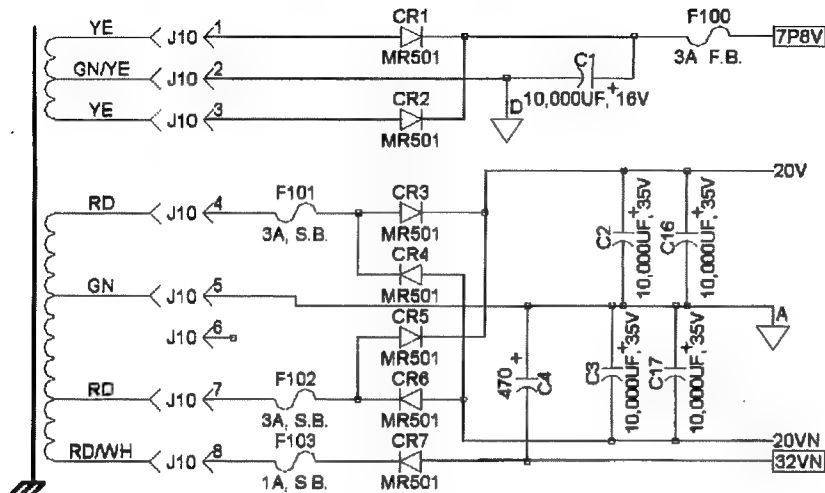 YE J10 1 CR1 MR501 F100 3A F.B. 7P8V
GN/YE J10 2 C1 + 10,000UF, 16V D
YE J10 3 CR2 MR501
RD J10 4 F101 3A, S.B. CR3 MR501 20V
CR4 MR501
C2 + 10,000UF, 35V
C16 + 10,000UF, 35V
GN J10 5 A
J10 6
CR5 MR501
RD J10 7 F102 3A, S.B. CR6 MR501
470 + C4
C3 + 10,000UF, 35V
C17 + 10,000UF, 35V
20VN
RD/WH J10 8 F103 1A, S.B. CR7 MR501 32VN